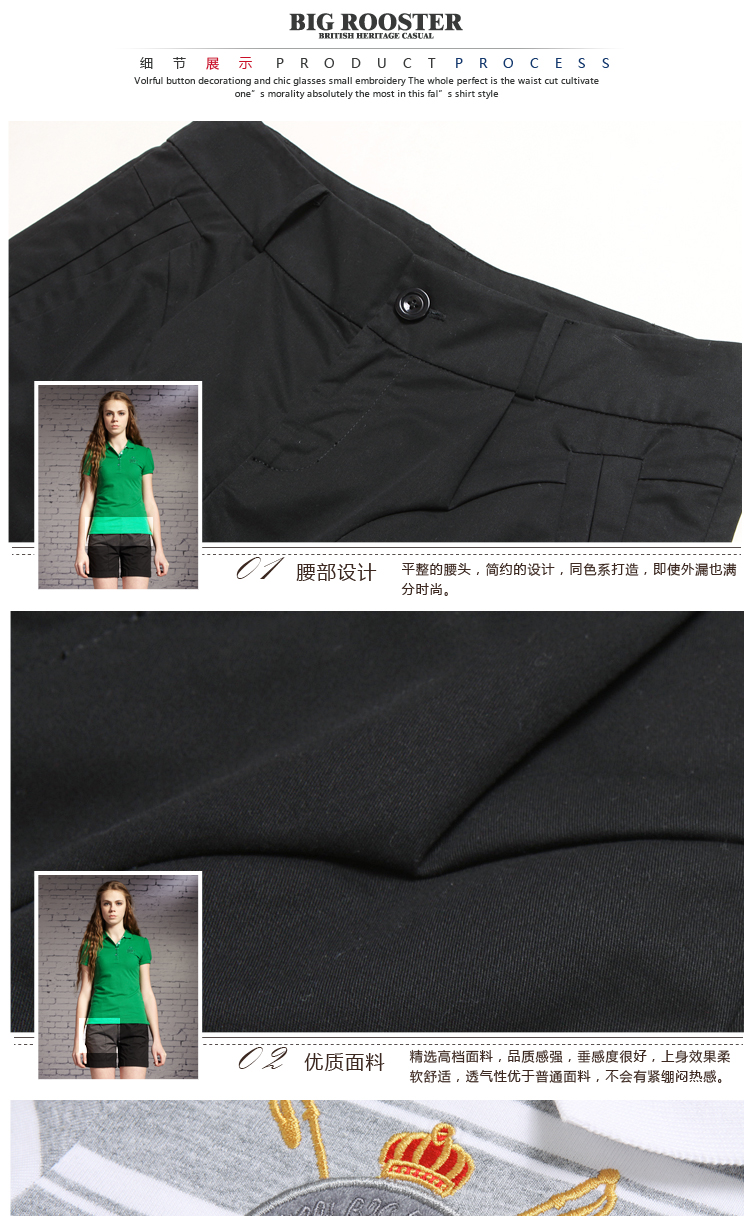 BIG ROOSTER
BRITISH HERITAGE CASUAL
细节展示 PRODUCT PROCESS
Volrful button decorationg and chic glasses small embroidery The whole perfect is the waist cut cultivate
one”s morality absolutely the most in this fal”s shirt style
01 腰部设计
平整的腰头，简约的设计，同色系打造，即使外漏也满
分时尚。
02 优质面料
精选高档面料，品质感强，垂感度很好，上身效果柔
软舒适，透气性优于普通面料，不会有紧绷闷热感。